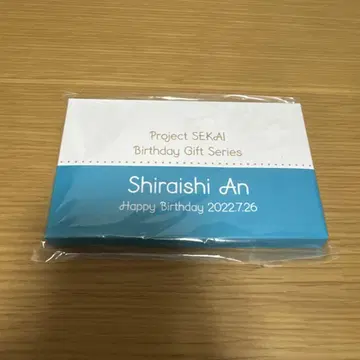 Project SEKAI
Birthday Gift Series
Shiraishi An
Happy Birthday 2022.7.26